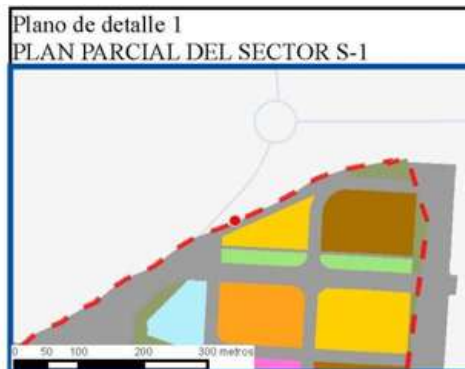 Plano de detalle 1
PLAN PARCIAL DEL SECTOR S-1
0 50 100 200 300 metros